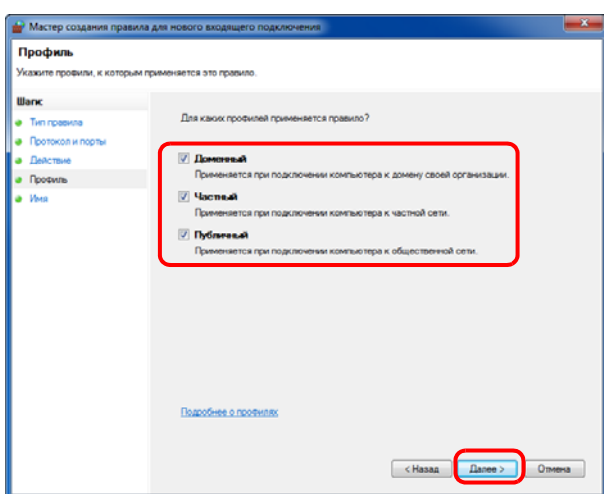 Мастер создания правила для нового входящего подключения
Профиль
Укажите профили, к которым применяется это правило.
Шаги:
Тип правила
Протокол и порты
Действие
Профиль
Имя
Для каких профилей применяется правило?
Доменный
Применяется при подключении компьютера к домену своей организации.
Частный
Применяется при подключении компьютера к частной сети.
Публичный
Применяется при подключении компьютера к общественной сети.
Подробнее о профилях
< Назад
Далее >
Отмена